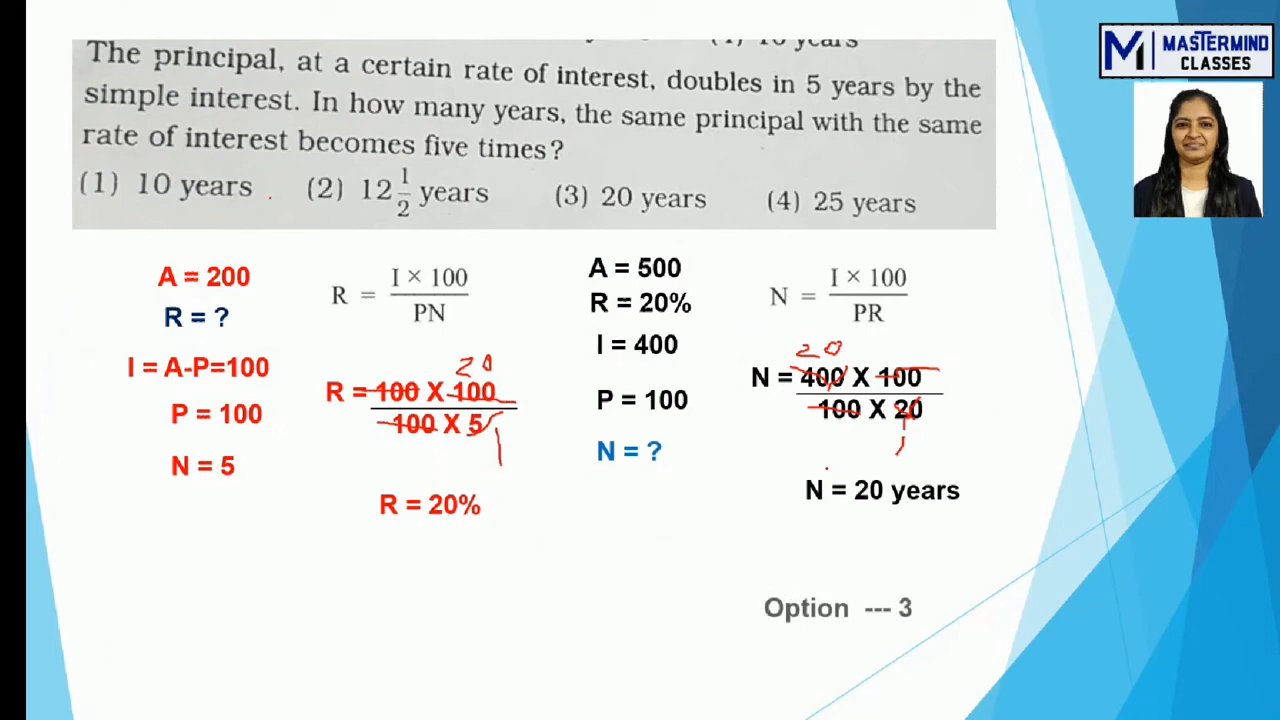 MASTERMIND
CLASSES
(4) 10 years
The principal, at a certain rate of interest, doubles in 5 years by the
simple interest. In how many years, the same principal with the same
rate of interest becomes five times?
(1) 10 years (2) 12 1/2 years (3) 20 years (4) 25 years
A = 200
R = ?
I = A-P=100
P = 100
N = 5
R = I × 100
PN
20
R = 100 X 100
100 X 5
1
R = 20%
A = 500
R = 20%
I = 400
P = 100
N = ?
N = I × 100
PR
20
N = 400 X 100
100 X 20
1
N = 20 years
Option --- 3